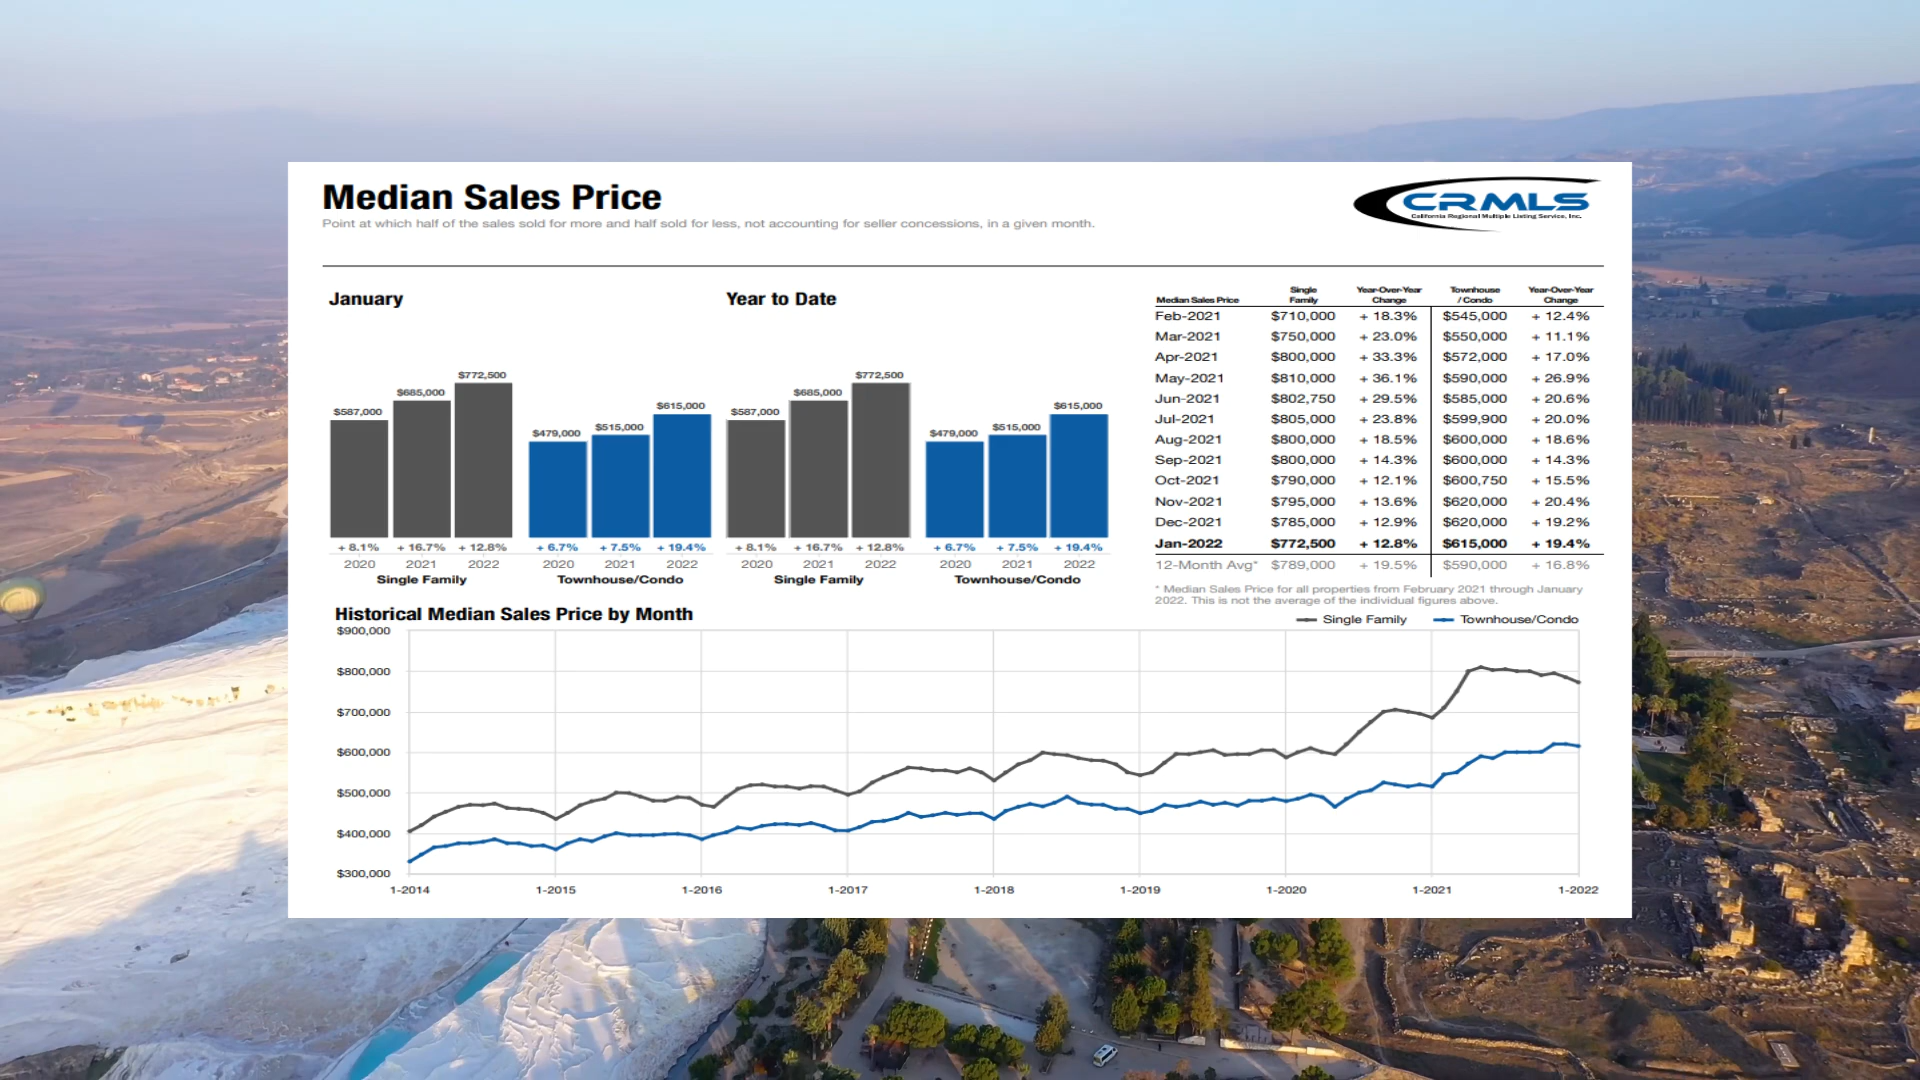 Median Sales Price
Point at which half of the sales sold for more and half sold for less, not accounting for seller concessions, in a given month.
CRMLS
California Regional Multiple Listing Service, Inc.
January
$587,000 $685,000 $772,500 $479,000 $515,000 $615,000
+ 8.1% + 16.7% + 12.8% + 6.7% + 7.5% + 19.4%
2020 2021 2022 2020 2021 2022
Single Family Townhouse/Condo
Year to Date
$587,000 $685,000 $772,500 $479,000 $515,000 $615,000
+ 8.1% + 16.7% + 12.8% + 6.7% + 7.5% + 19.4%
2020 2021 2022 2020 2021 2022
Single Family Townhouse/Condo
Median Sales Price Single Family Year-Over-Year Change Townhouse / Condo Year-Over-Year Change
Feb-2021 $710,000 + 18.3% $545,000 + 12.4%
Mar-2021 $750,000 + 23.0% $550,000 + 11.1%
Apr-2021 $800,000 + 33.3% $572,000 + 17.0%
May-2021 $810,000 + 36.1% $590,000 + 26.9%
Jun-2021 $802,750 + 29.5% $585,000 + 20.6%
Jul-2021 $805,000 + 23.8% $599,900 + 20.0%
Aug-2021 $800,000 + 18.5% $600,000 + 18.6%
Sep-2021 $800,000 + 14.3% $600,000 + 14.3%
Oct-2021 $790,000 + 12.1% $600,750 + 15.5%
Nov-2021 $795,000 + 13.6% $620,000 + 20.4%
Dec-2021 $785,000 + 12.9% $620,000 + 19.2%
Jan-2022 $772,500 + 12.8% $615,000 + 19.4%
12-Month Avg* $789,000 + 19.5% $590,000 + 16.8%
* Median Sales Price for all properties from February 2021 through January
2022. This is not the average of the individual figures above.
Historical Median Sales Price by Month
Single Family Townhouse/Condo
$900,000
$800,000
$700,000
$600,000
$500,000
$400,000
$300,000
1-2014 1-2015 1-2016 1-2017 1-2018 1-2019 1-2020 1-2021 1-2022